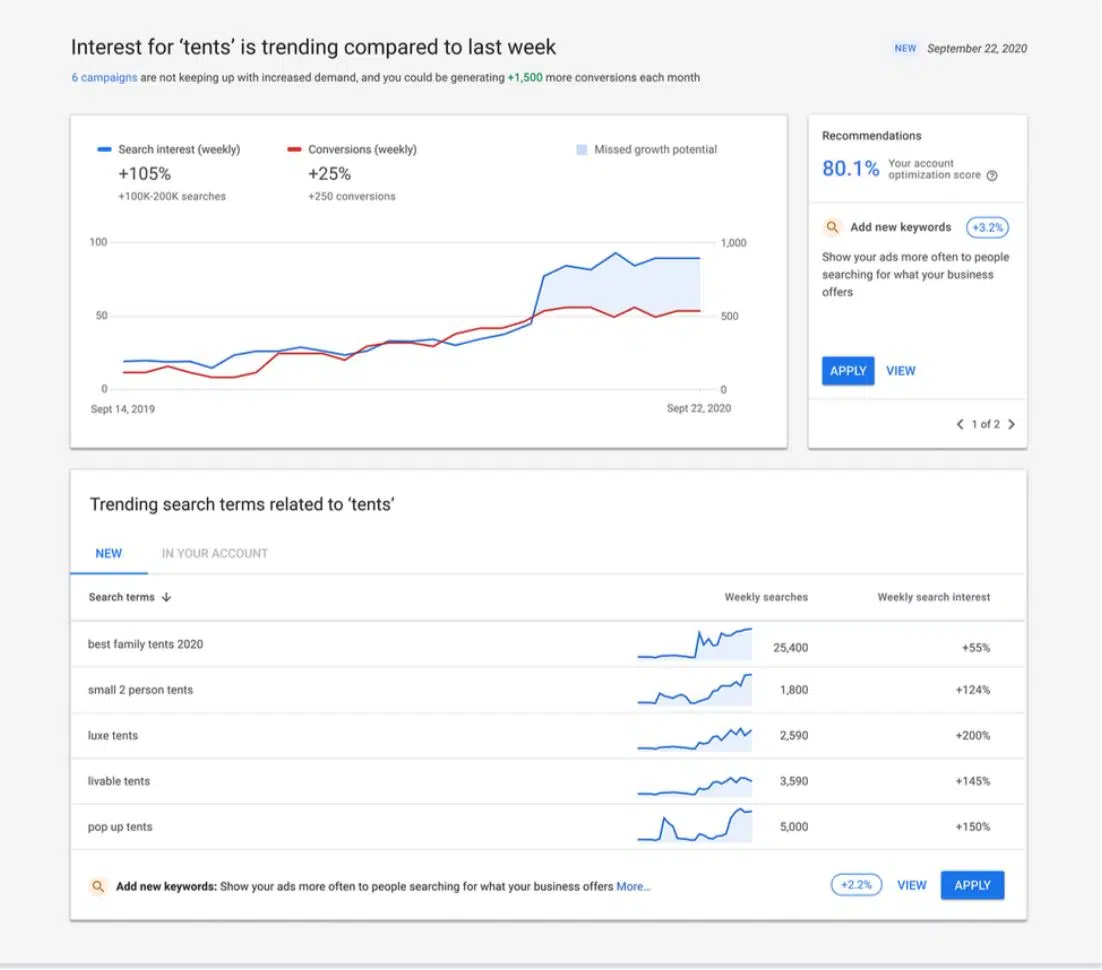 Interest for ‘tents’ is trending compared to last week
NEW September 22, 2020
6 campaigns are not keeping up with increased demand, and you could be generating +1,500 more conversions each month
Search interest (weekly)
+105%
+100K-200K searches
Conversions (weekly)
+25%
+250 conversions
Missed growth potential
100
50
0
1,000
500
0
Sept 14, 2019
Sept 22, 2020
Recommendations
80.1%
Your account
optimization score
Add new keywords +3.2%
Show your ads more often to people
searching for what your business
offers
APPLY VIEW
1 of 2
Trending search terms related to ‘tents’
NEW IN YOUR ACCOUNT
Search terms Weekly searches Weekly search interest
best family tents 2020 25,400 +55%
small 2 person tents 1,800 +124%
luxe tents 2,590 +200%
livable tents 3,590 +145%
pop up tents 5,000 +150%
Add new keywords: Show your ads more often to people searching for what your business offers More... +2.2% VIEW APPLY